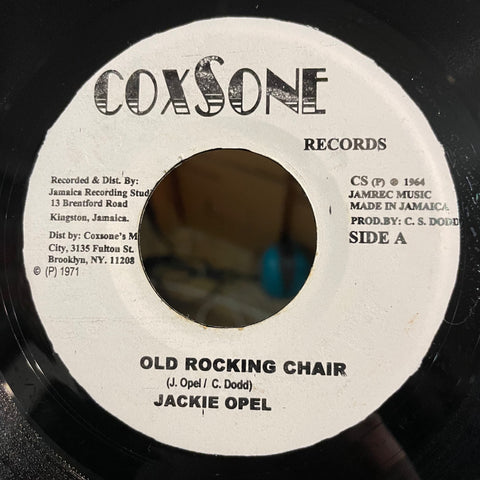 COXSONE
RECORDS
Recorded & Dist. By:
Jamaica Recording Studi
13 Brentford Road
Kingston, Jamaica.
Dist by: Coxsone's M
City, 3135 Fulton St.
Brooklyn, NY. 11208
© (P) 1971
CS (P) ℗ 1964
JAMREC MUSIC
MADE IN JAMAICA
PROD.BY: C. S. DODD
SIDE A
OLD ROCKING CHAIR
(J. Opel / C. Dodd)
JACKIE OPEL